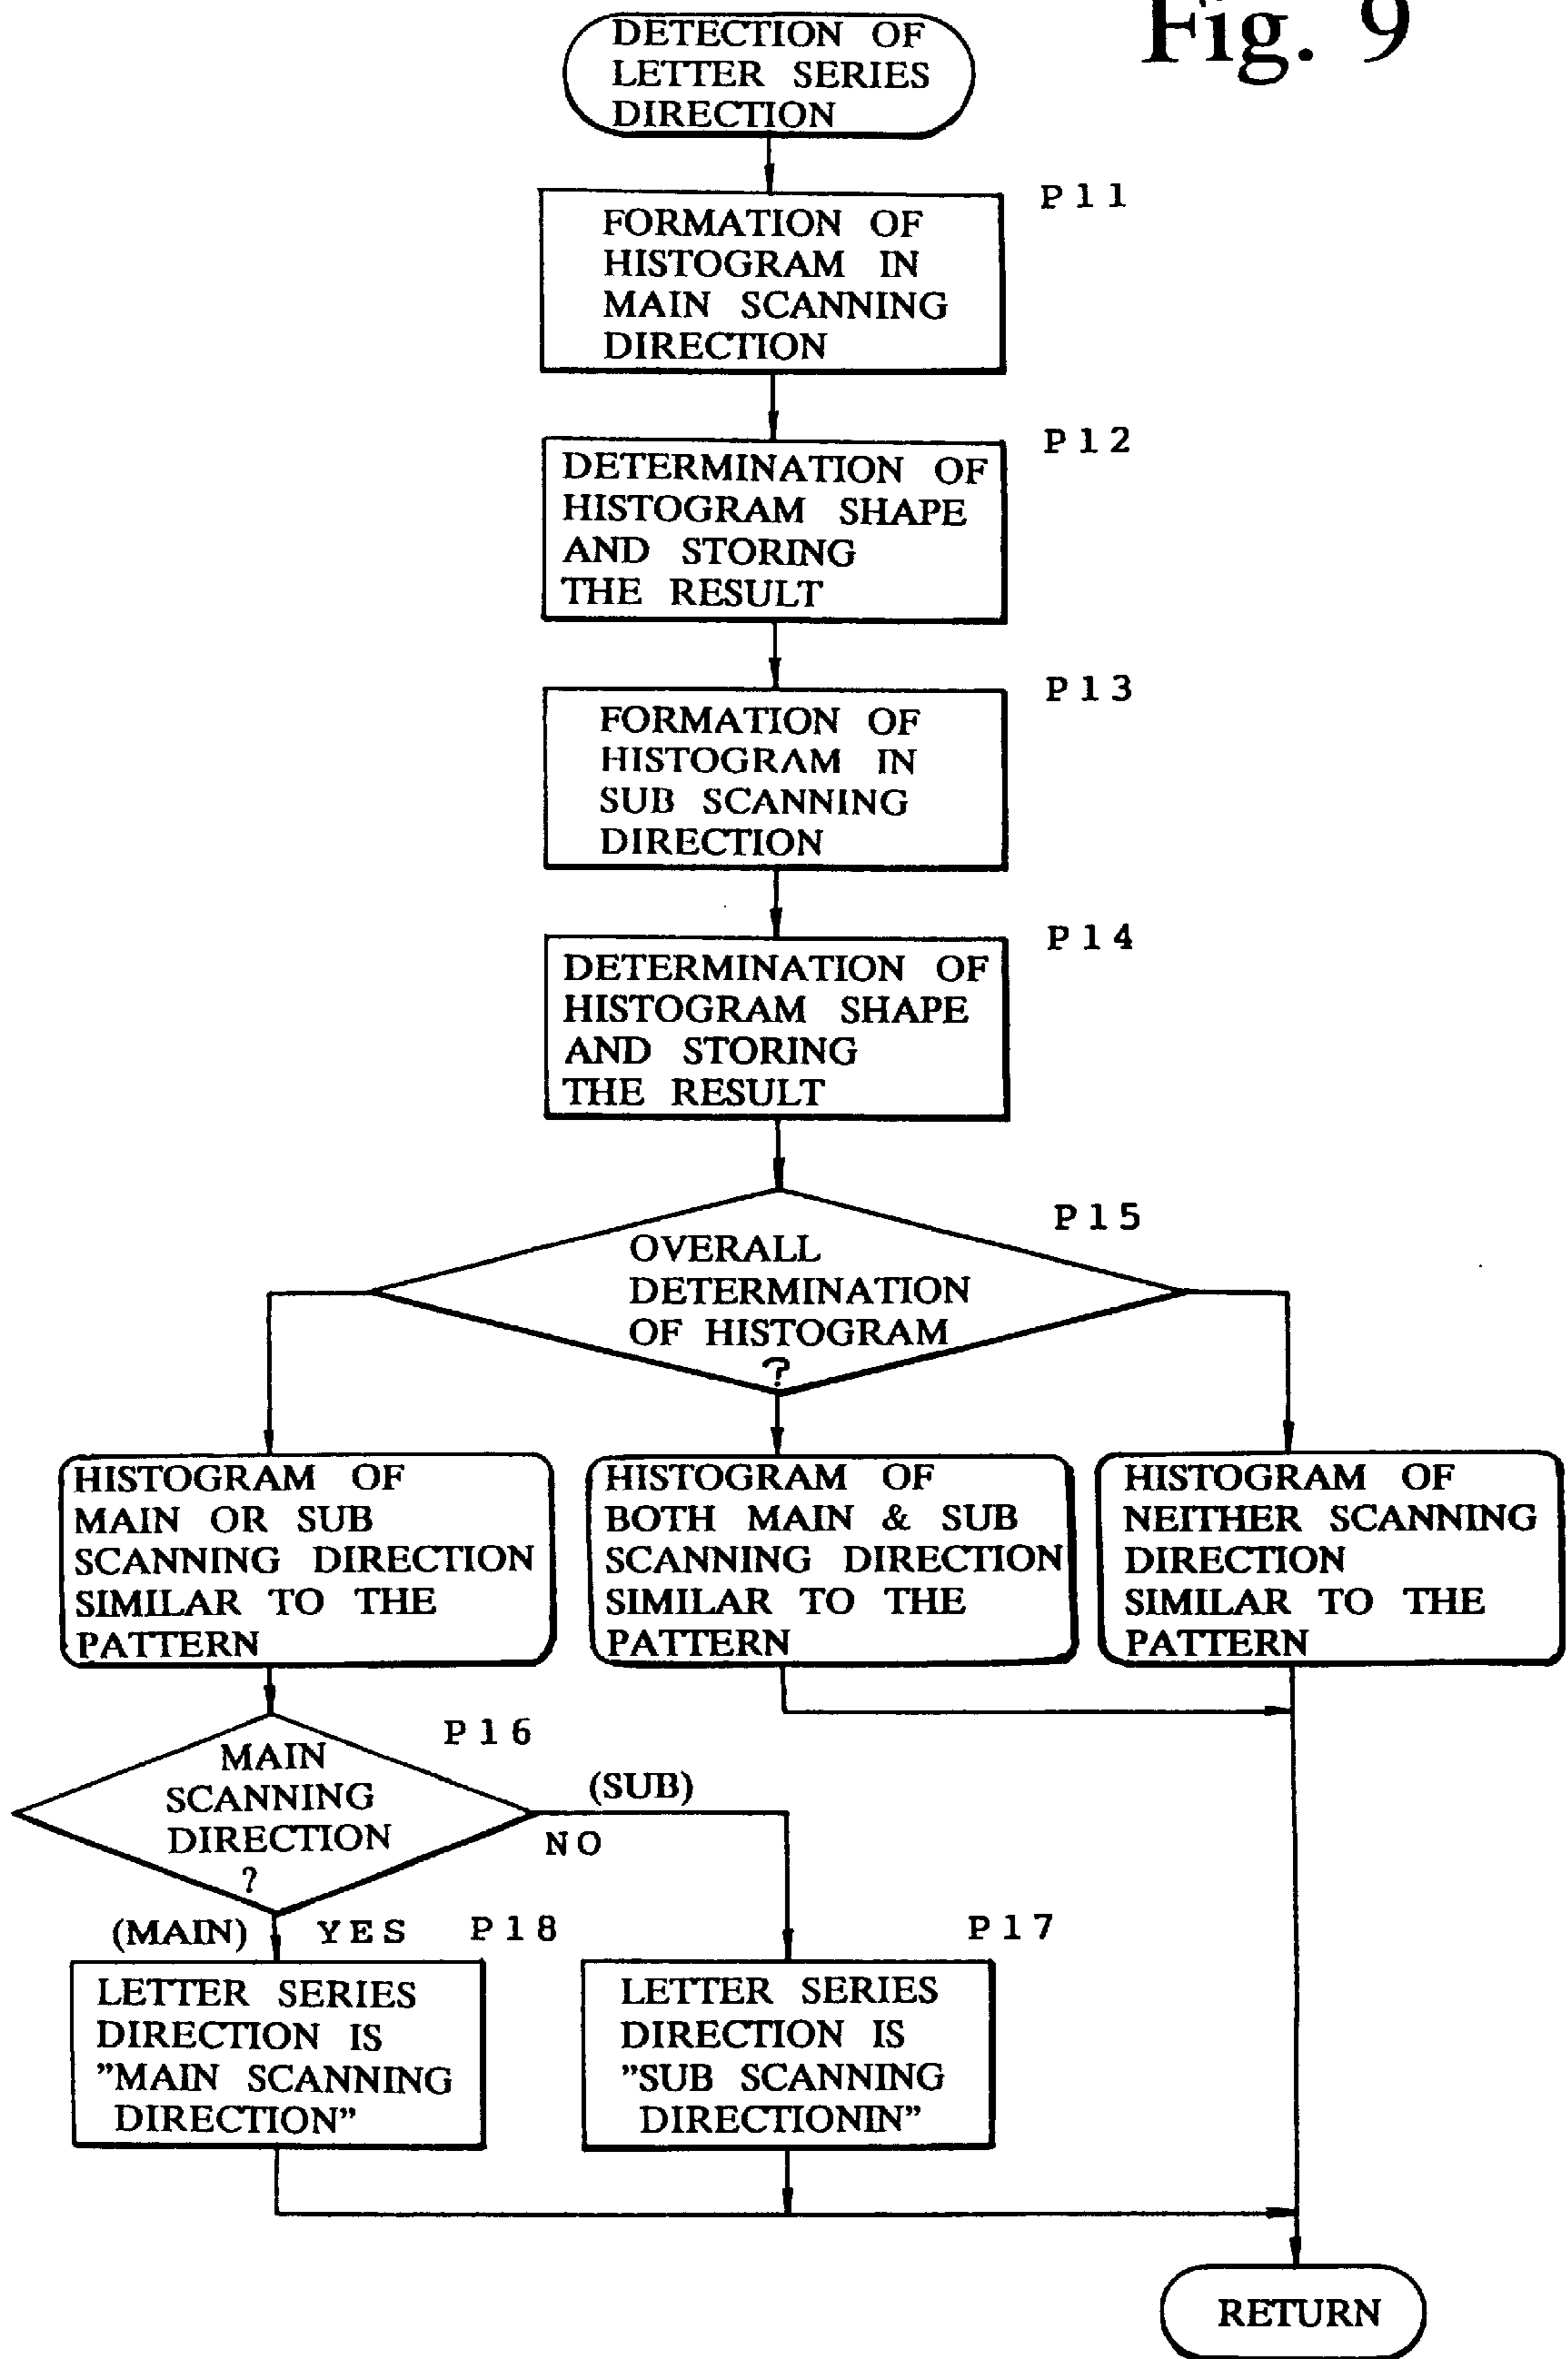 Fig. 9
DETECTION OF
LETTER SERIES
DIRECTION
P11
FORMATION OF
HISTOGRAM IN
MAIN SCANNING
DIRECTION
P12
DETERMINATION OF
HISTOGRAM SHAPE
AND STORING
THE RESULT
P13
FORMATION OF
HISTOGRAM IN
SUB SCANNING
DIRECTION
P14
DETERMINATION OF
HISTOGRAM SHAPE
AND STORING
THE RESULT
P15
OVERALL
DETERMINATION
OF HISTOGRAM
?
HISTOGRAM OF
MAIN OR SUB
SCANNING DIRECTION
SIMILAR TO THE
PATTERN
HISTOGRAM OF
BOTH MAIN & SUB
SCANNING DIRECTION
SIMILAR TO THE
PATTERN
HISTOGRAM OF
NEITHER SCANNING
DIRECTION
SIMILAR TO THE
PATTERN
P16
MAIN
SCANNING
DIRECTION
?
(SUB)
NO
(MAIN) YES
P18
LETTER SERIES
DIRECTION IS
"MAIN SCANNING
DIRECTION"
P17
LETTER SERIES
DIRECTION IS
"SUB SCANNING
DIRECTIONIN"
RETURN